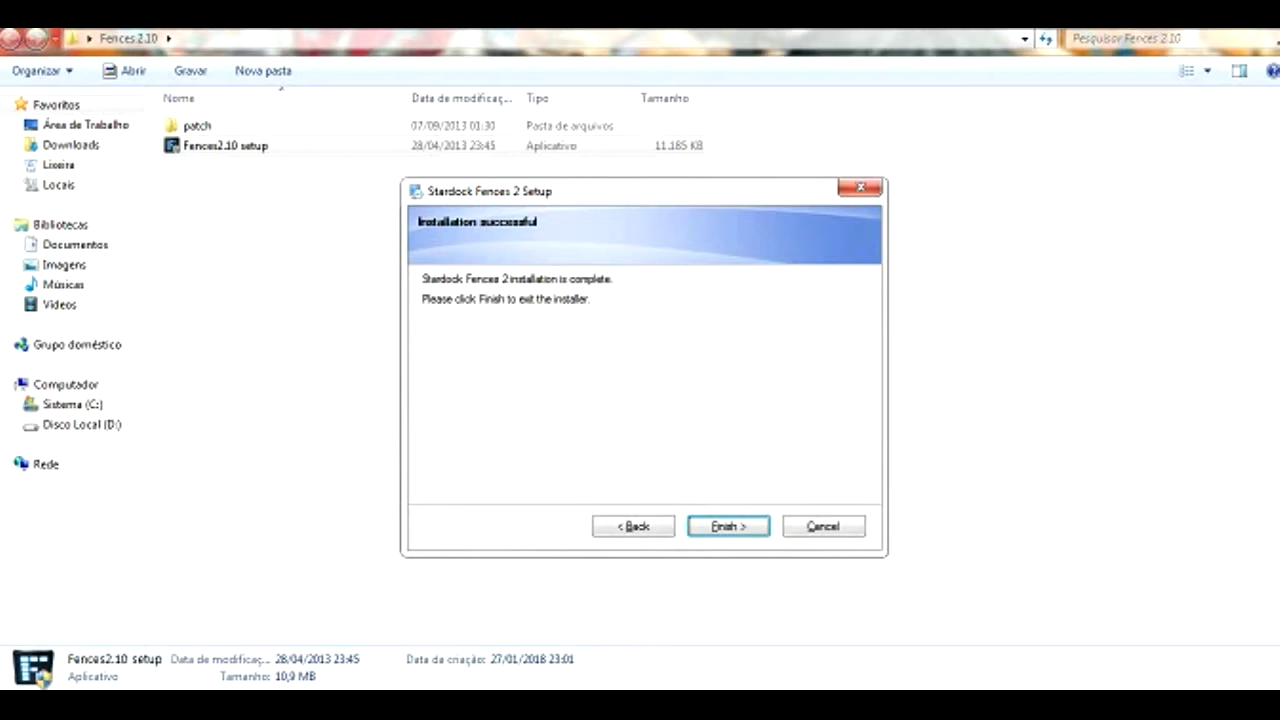 Fences.2.10
Pesquisar Fences 2.10
Organizar
Abrir
Gravar
Nova pasta
Nome
Data de modificaç...
Tipo
Tamanho
Favoritos
Área de Trabalho
Downloads
Lixeira
Locais
Bibliotecas
Documentos
Imagens
Músicas
Vídeos
Grupo doméstico
Computador
Sistema (C:)
Disco Local (D:)
Rede
patch
07/09/2013 01:30
Pasta de arquivos
Fences2.10 setup
28/04/2013 23:45
Aplicativo
11.185 KB
Stardock Fences 2 Setup
Installation successful
Stardock Fences 2 installation is complete.
Please click Finish to exit the installer.
< Back
Finish >
Cancel
Fences2.10 setup
Data de modificaç... 28/04/2013 23:45
Data da criação: 27/01/2018 23:01
Aplicativo
Tamanho: 10,9 MB